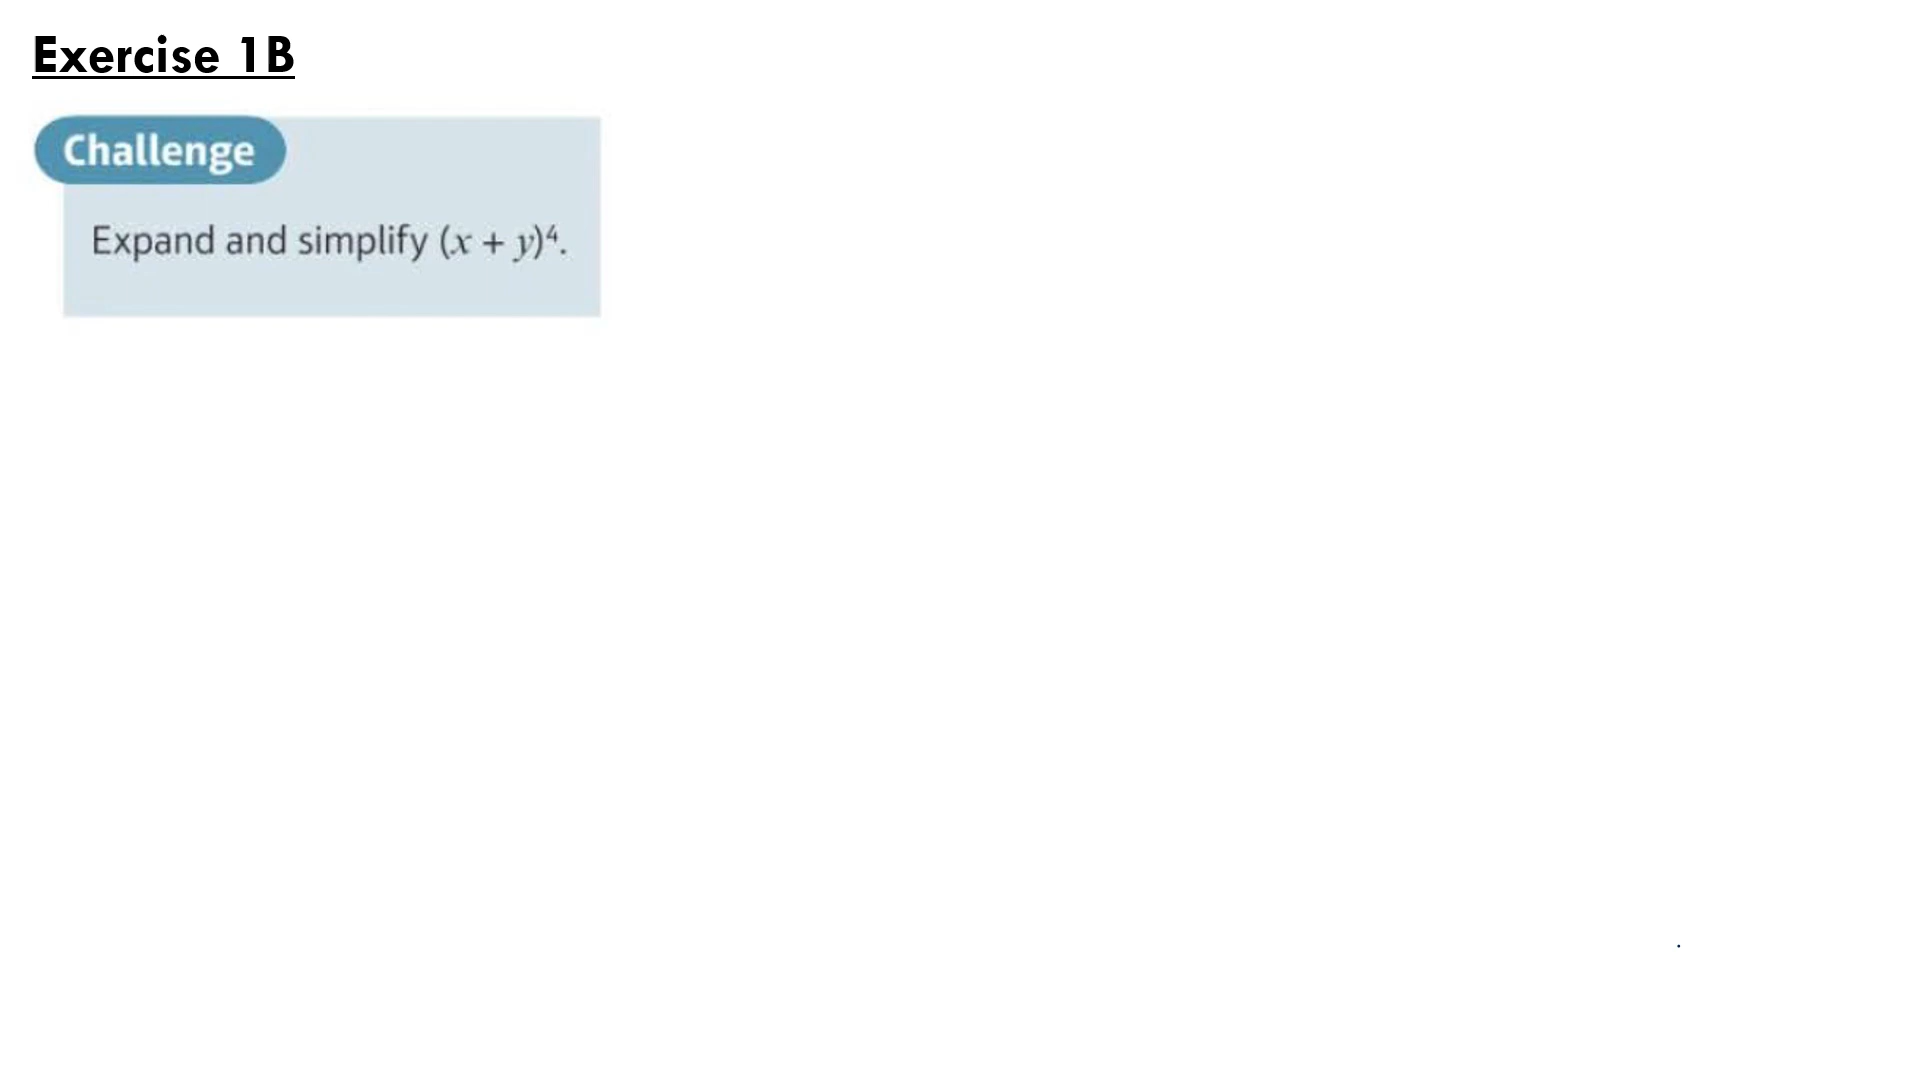 Exercise 1B
Challenge
Expand and simplify (x + y)⁴.